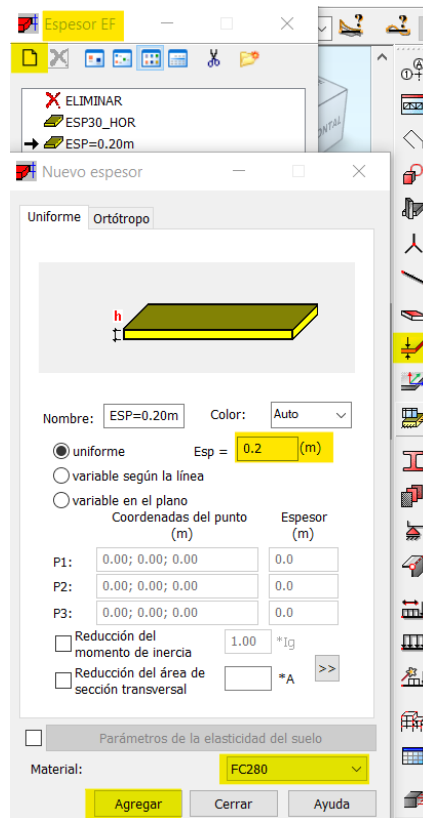 Espesor EF
ELIMINAR
ESP30_HOR
ESP=0.20m
Nuevo espesor
Uniforme Ortótropo
h
Nombre: ESP=0.20m Color: Auto
uniforme Esp = 0.2 (m)
variable según la línea
variable en el plano
Coordenadas del punto Espesor
(m) (m)
P1: 0.00; 0.00; 0.00 0.0
P2: 0.00; 0.00; 0.00 0.0
P3: 0.00; 0.00; 0.00 0.0
Reducción del
momento de inercia 1.00 *Ig
Reducción del área de
sección transversal *A >>
Parámetros de la elasticidad del suelo
Material: FC280
Agregar Cerrar Ayuda